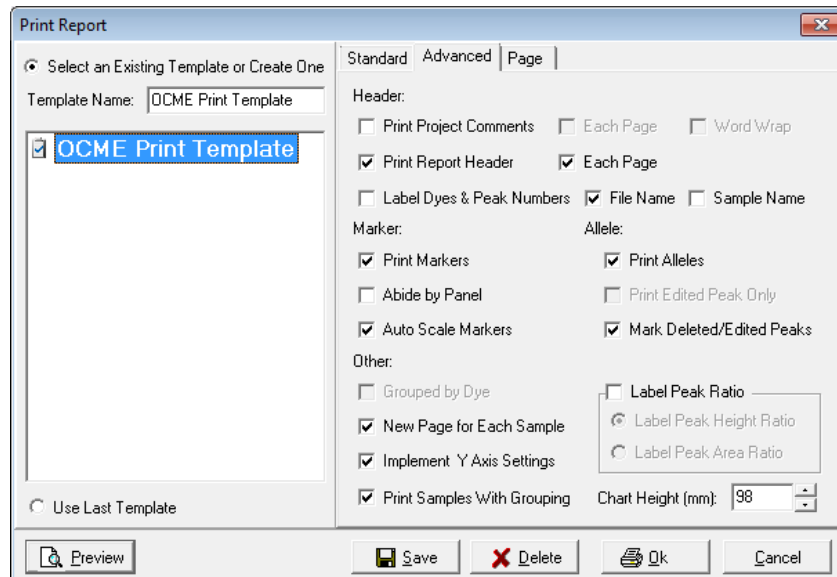 Print Report
Select an Existing Template or Create One
Template Name: OCME Print Template
OCME Print Template
Use Last Template
Standard Advanced Page
Header:
Print Project Comments Each Page Word Wrap
Print Report Header Each Page
Label Dyes & Peak Numbers File Name Sample Name
Marker: Allele:
Print Markers Print Alleles
Abide by Panel Print Edited Peak Only
Auto Scale Markers Mark Deleted/Edited Peaks
Other:
Grouped by Dye Label Peak Ratio
New Page for Each Sample Label Peak Height Ratio
Implement Y Axis Settings Label Peak Area Ratio
Print Samples With Grouping Chart Height (mm): 98
Preview Save Delete Ok Cancel